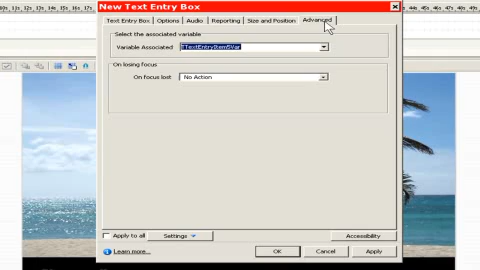 New Text Entry Box
Text Entry Box Options Audio Reporting Size and Position Advanced
Select the associated variable
Variable Associated TTextEntryItem5Var
On losing focus
On focus lost No Action
Apply to all Settings Accessibility
Learn more... OK Cancel Apply